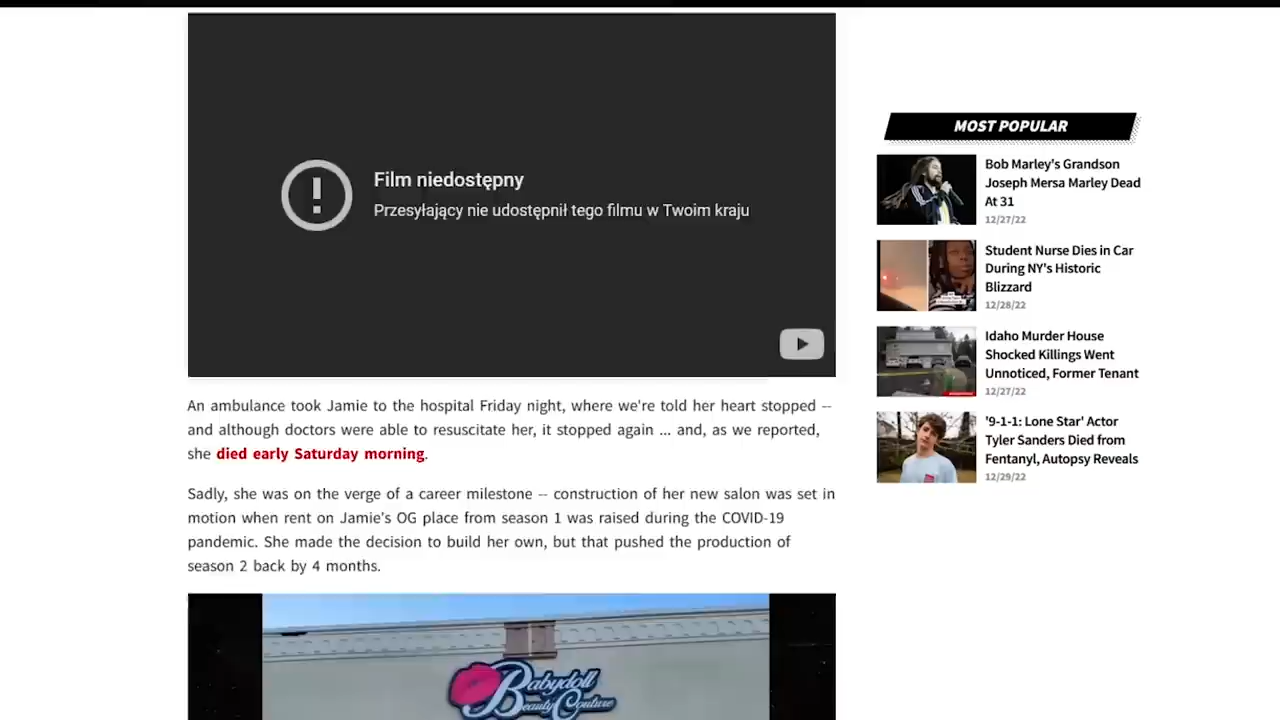 Film niedostępny
Przesyłający nie udostępnił tego filmu w Twoim kraju
An ambulance took Jamie to the hospital Friday night, where we're told her heart stopped --
and although doctors were able to resuscitate her, it stopped again ... and, as we reported,
she died early Saturday morning.
Sadly, she was on the verge of a career milestone -- construction of her new salon was set in
motion when rent on Jamie's OG place from season 1 was raised during the COVID-19
pandemic. She made the decision to build her own, but that pushed the production of
season 2 back by 4 months.
Babydoll
Beauty Couture
MOST POPULAR
Bob Marley's Grandson
Joseph Mersa Marley Dead
At 31
12/27/22
Student Nurse Dies in Car
During NY's Historic
Blizzard
12/28/22
Idaho Murder House
Shocked Killings Went
Unnoticed, Former Tenant
12/27/22
'9-1-1: Lone Star' Actor
Tyler Sanders Died from
Fentanyl, Autopsy Reveals
12/29/22